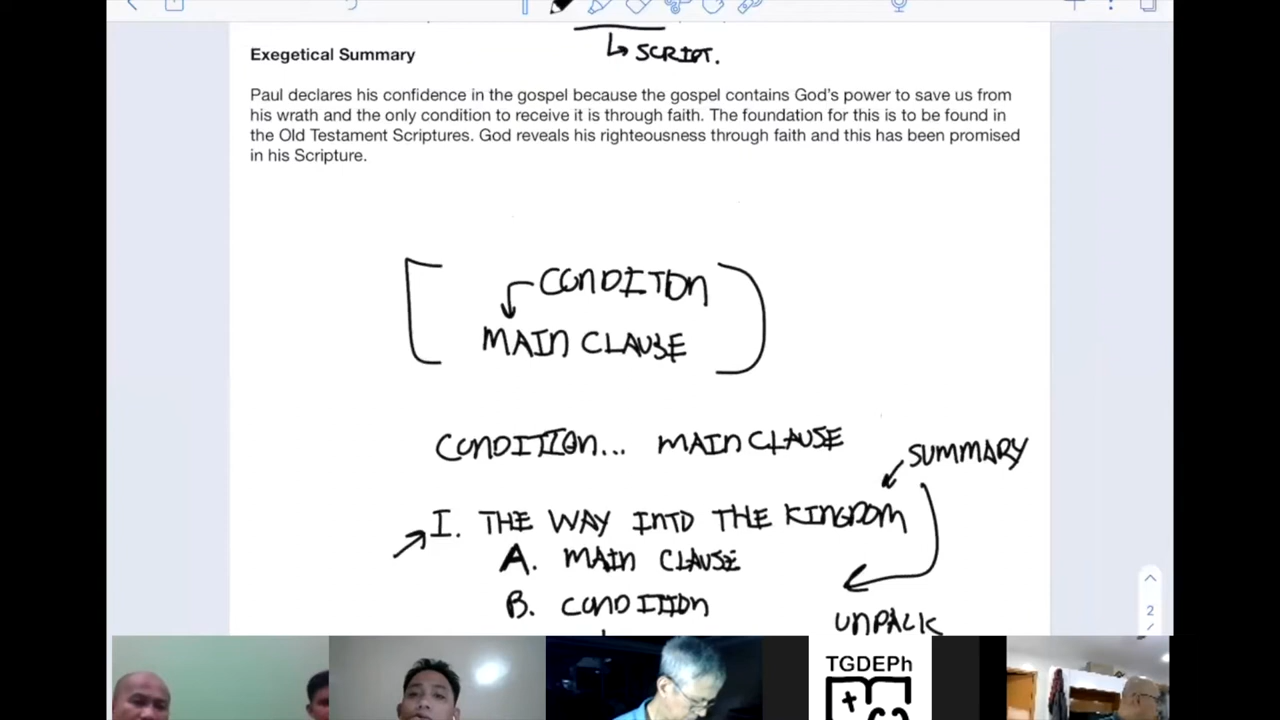 ↳ SCRIPT.
Exegetical Summary
Paul declares his confidence in the gospel because the gospel contains God's power to save us from
his wrath and the only condition to receive it is through faith. The foundation for this is to be found in
the Old Testament Scriptures. God reveals his righteousness through faith and this has been promised
in his Scripture.
CONDITON
MAIN CLAUSE
CONDITION... MAIN CLAUSE
SUMMARY
I. THE WAY INTO THE KINGDOM
A. MAIN CLAUSE
B. CONDITION
UNPACK
2
TGDEPh